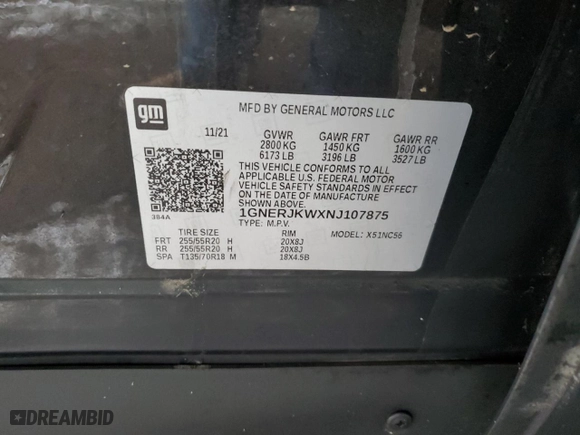 gm
MFD BY GENERAL MOTORS LLC
11/21 GVWR GAWR FRT GAWR RR
2800 KG 1450 KG 1600 KG
6173 LB 3196 LB 3527 LB
THIS VEHICLE CONFORMS TO ALL
APPLICABLE U.S. FEDERAL MOTOR
VEHICLE SAFETY STANDARDS IN EFFECT
ON THE DATE OF MANUFACTURE
SHOWN ABOVE.
384A
1GNERJKWXNJ107875
TYPE: M.P.V. MODEL: X51NC56
TIRE SIZE RIM
FRT 255/55R20 H 20X8J
RR 255/55R20 H 20X8J
SPA T135/70R18 M 18X4.5B
DREAMBID